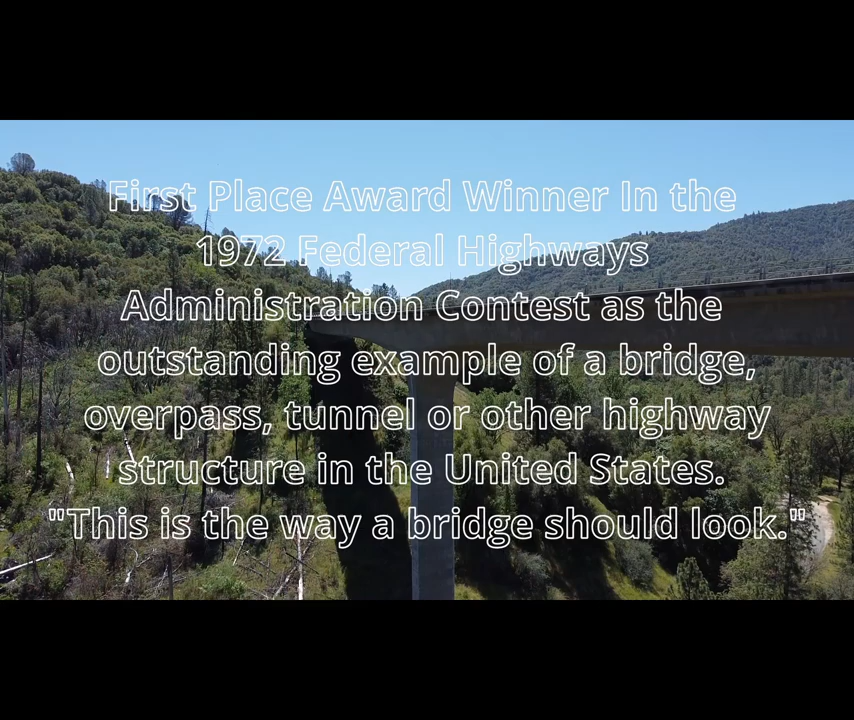 First Place Award Winner In the
1972 Federal Highways
Administration Contest as the
outstanding example of a bridge,
overpass, tunnel or other highway
structure in the United States.
"This is the way a bridge should look."